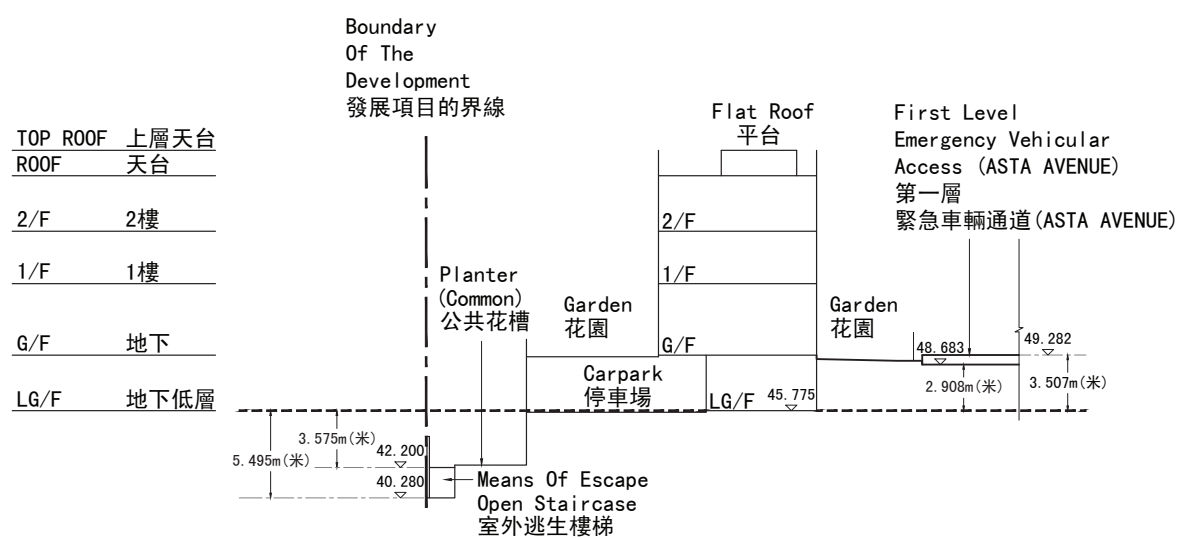 Boundary
Of The
Development
發展項目的界線
Flat Roof
平台
First Level
Emergency Vehicular
Access (ASTA AVENUE)
第一層
緊急車輛通道(ASTA AVENUE)
TOP ROOF 上層天台
ROOF 天台
2/F 2樓
1/F 1樓
G/F 地下
LG/F 地下低層
2/F
1/F
G/F
LG/F 45.775
Planter
(Common)
公共花槽
Garden
花園
Carpark
停車場
Garden
花園
48.683
49.282
2.908m(米)
3.507m(米)
3.575m(米)
5.495m(米)
42.200
40.280
Means Of Escape
Open Staircase
室外逃生樓梯